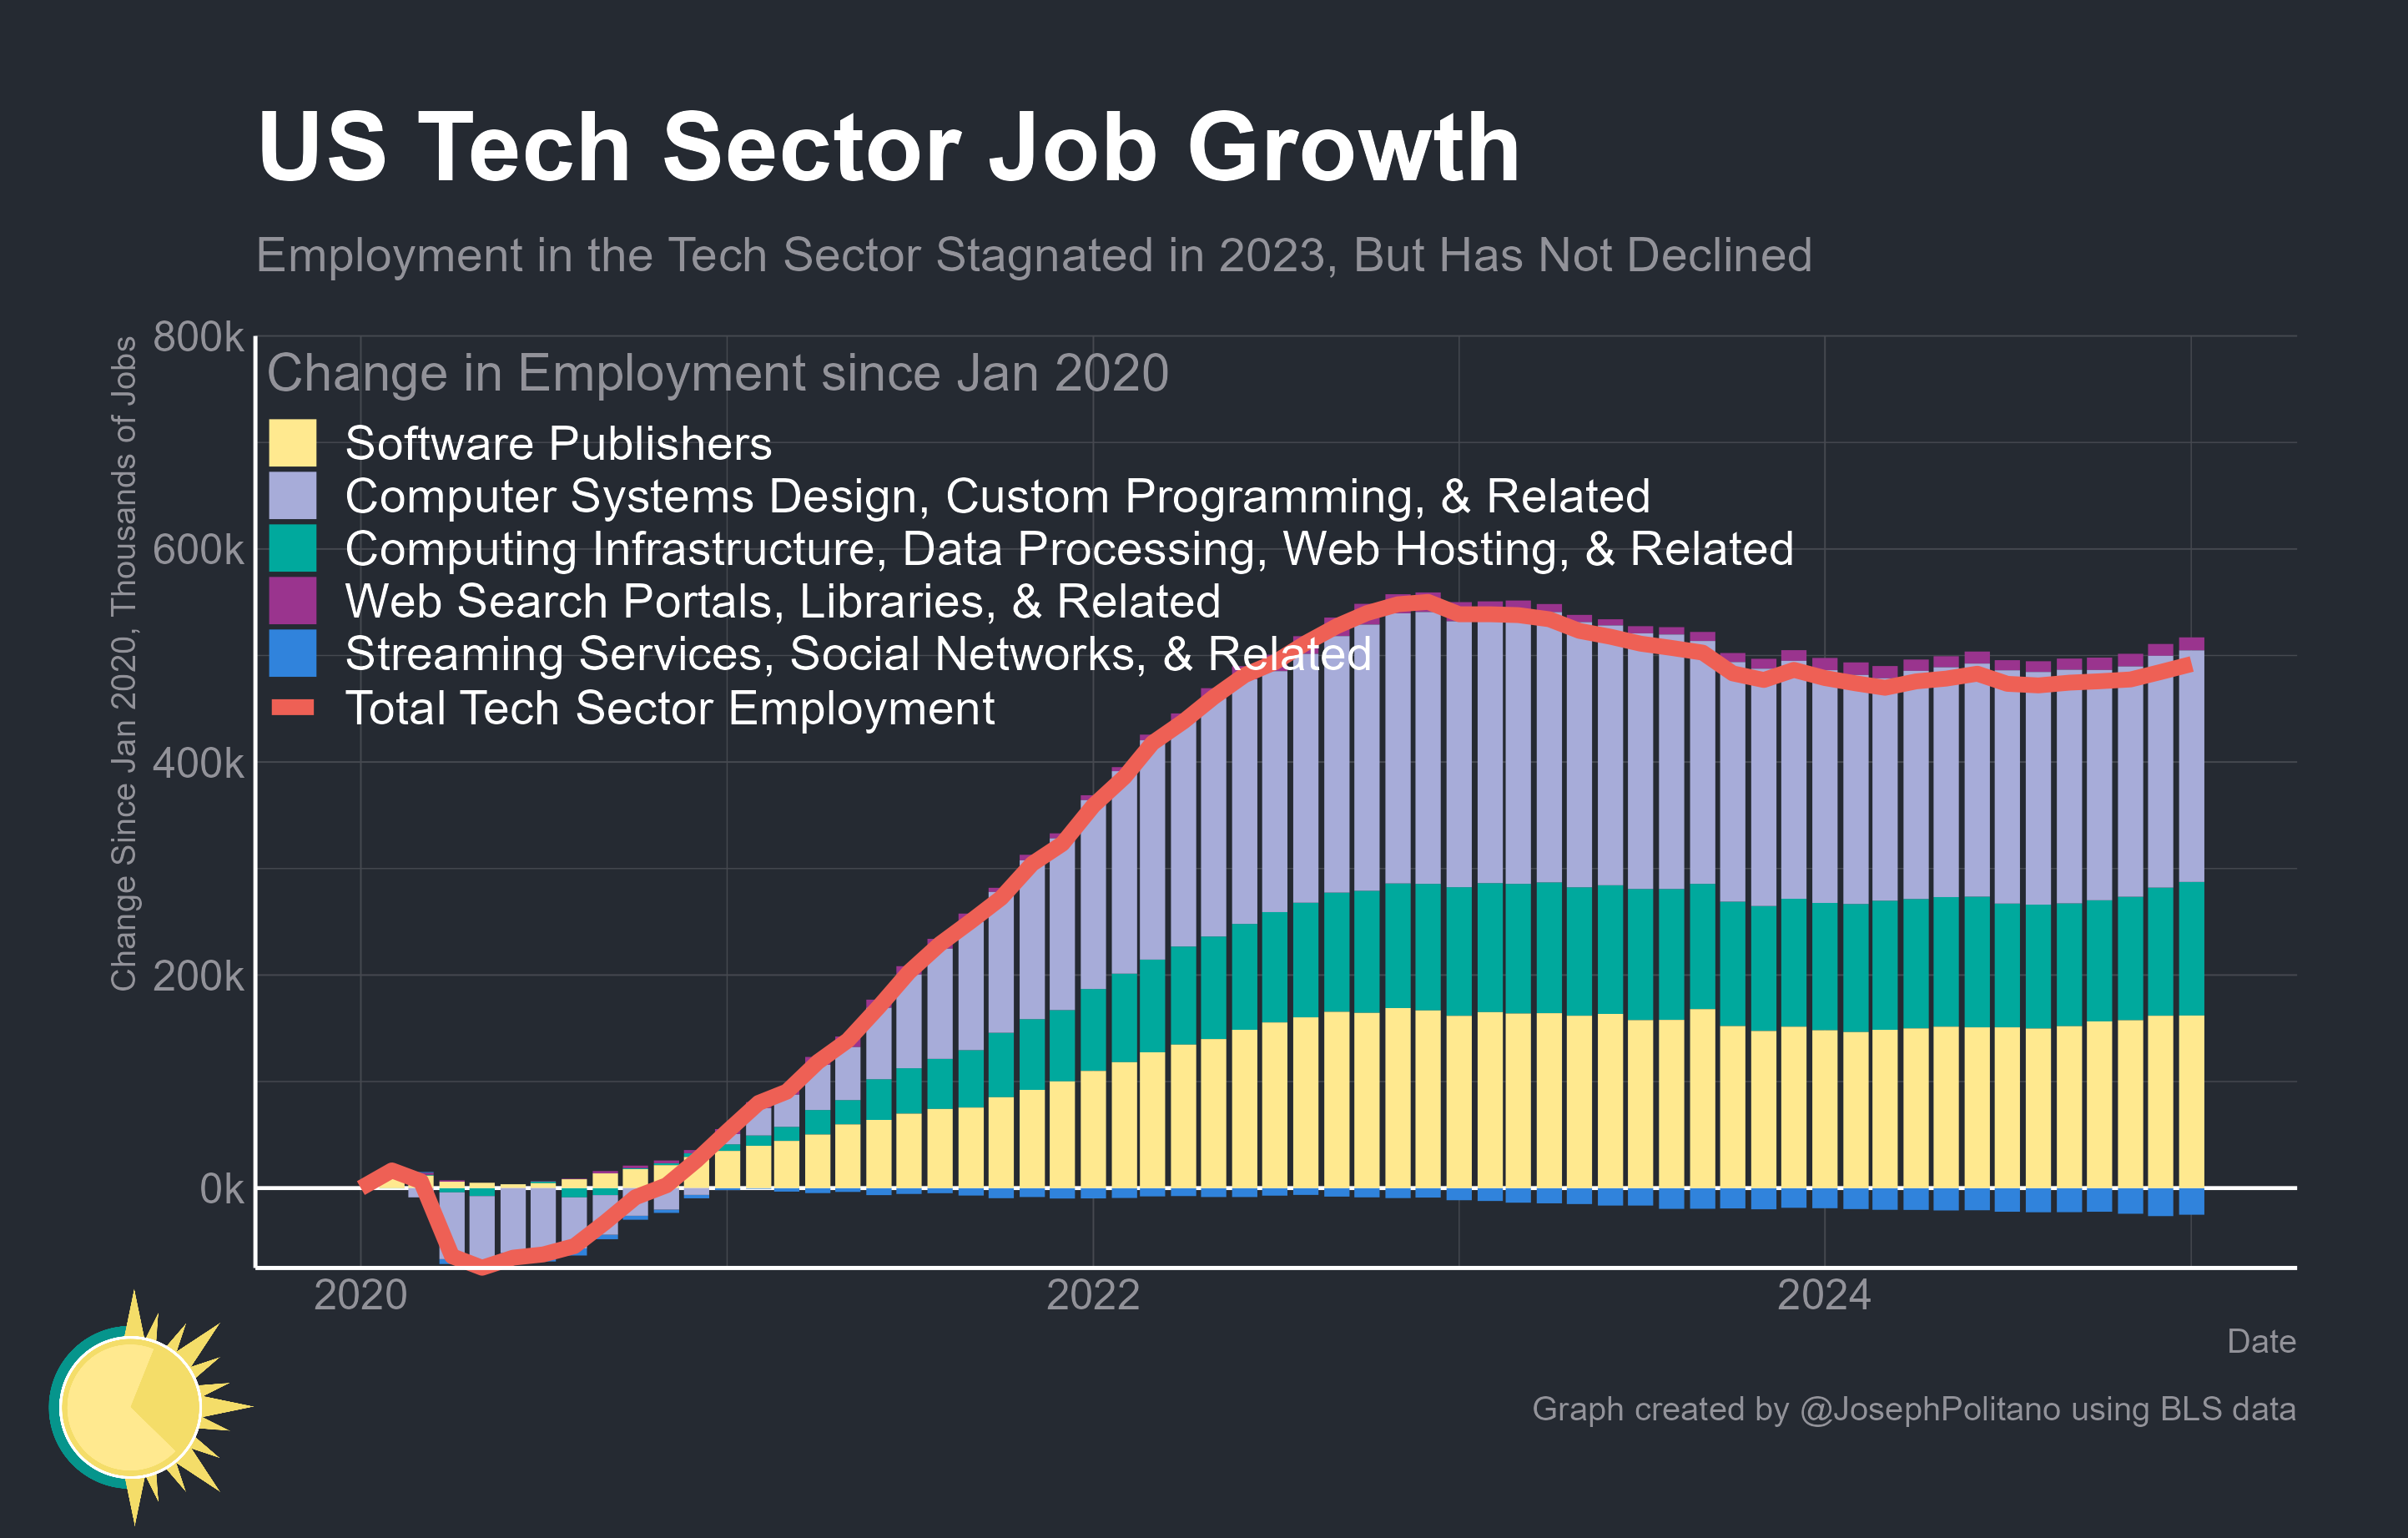 US Tech Sector Job Growth
Employment in the Tech Sector Stagnated in 2023, But Has Not Declined
Change Since Jan 2020, Thousands of Jobs
800k
600k
400k
200k
0k
Change in Employment since Jan 2020
Software Publishers
Computer Systems Design, Custom Programming, & Related
Computing Infrastructure, Data Processing, Web Hosting, & Related
Web Search Portals, Libraries, & Related
Streaming Services, Social Networks, & Related
Total Tech Sector Employment
2020
2022
2024
Date
Graph created by @JosephPolitano using BLS data